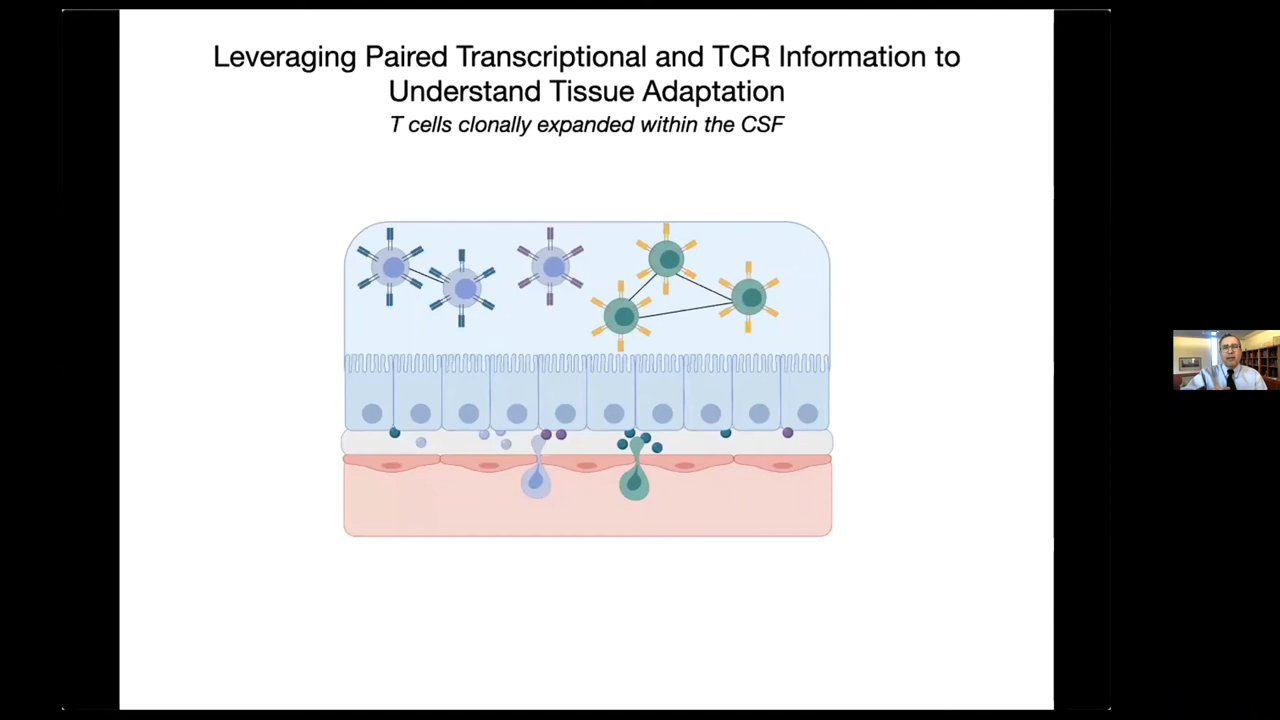 Leveraging Paired Transcriptional and TCR Information to
Understand Tissue Adaptation
T cells clonally expanded within the CSF